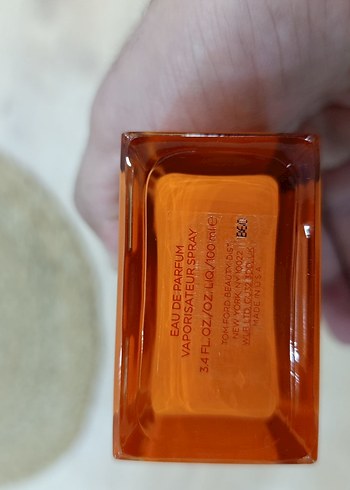 EAU DE PARFUM
VAPORISATEUR SPRAY
3.4 FL.OZ/OZ. LIQ/100 ml ℮
TOM FORD BEAUTY, DIST.
NEW YORK, NY 10022
MADE IN U.S.A.
B60